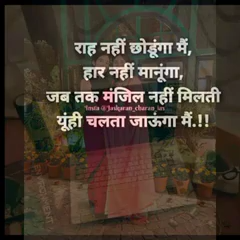 राह नहीं छोडूंगा मैं,
हार नहीं मानूंगा,
जब तक मंजिल नहीं मिलती
यूंही चलता जाऊंगा मैं.!!